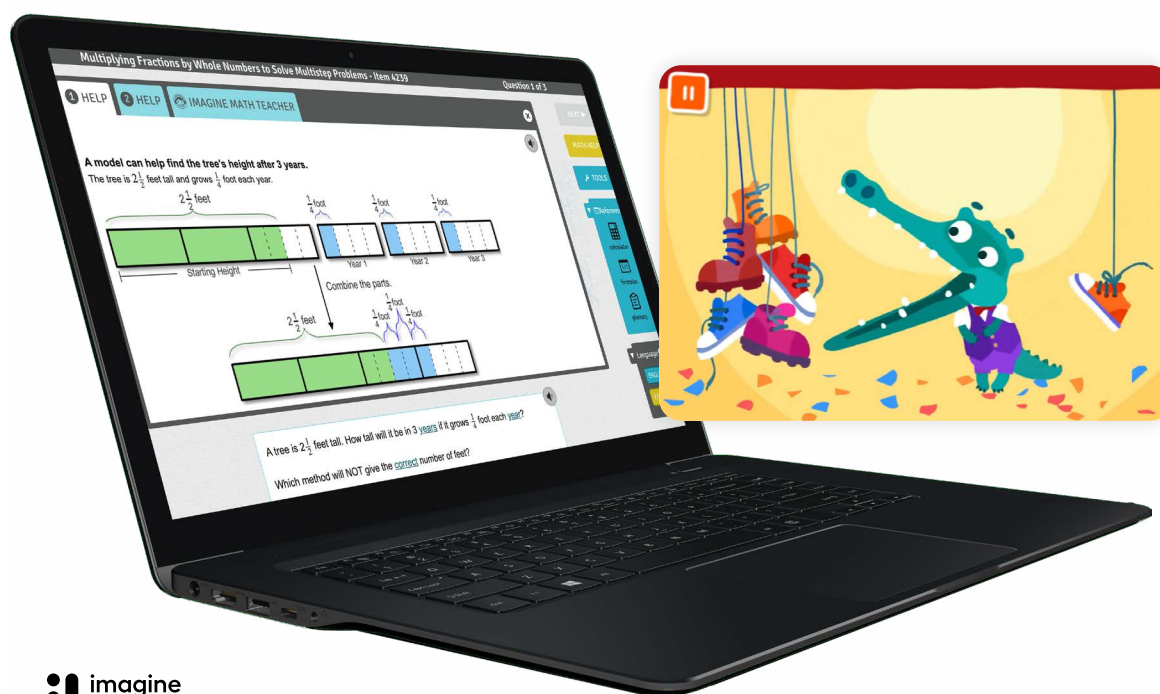 Multiplying Fractions by Whole Numbers to Solve Multistep Problems - Item 4239
Question 1 of 3
1 HELP
2 HELP
IMAGINE MATH TEACHER
NEXT
MATH HELP
TOOLS
A model can help find the tree's height after 3 years.
The tree is 2 1/2 feet tall and grows 1/4 foot each year.
2 1/2 feet
1/4 foot
1/4 foot
1/4 foot
Starting Height
Year 1
Year 2
Year 3
Combine the parts.
2 1/2 feet
1/4 foot
1/4 foot
1/4 foot
calculator
formulas
glossary
A tree is 2 1/2 feet tall. How tall will it be in 3 years if it grows 1/4 foot each year?
Which method will NOT give the correct number of feet?
imagine